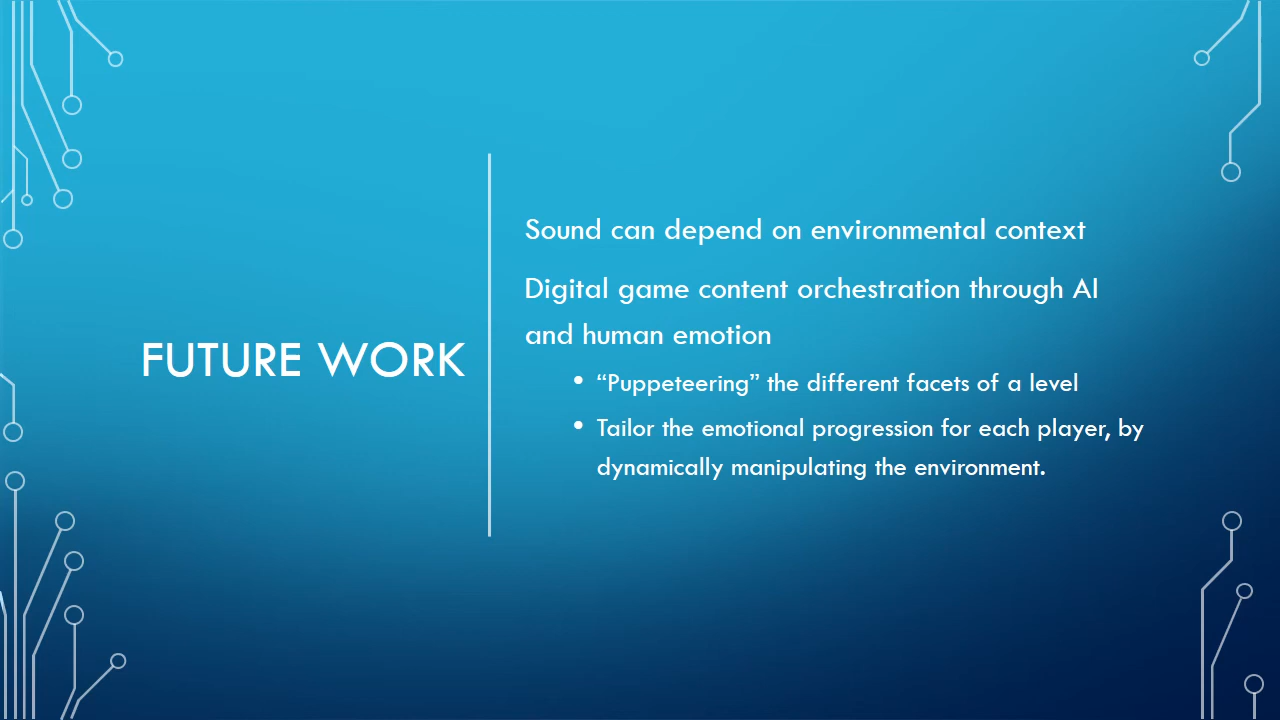 FUTURE WORK
Sound can depend on environmental context
Digital game content orchestration through AI
and human emotion
• “Puppeteering” the different facets of a level
• Tailor the emotional progression for each player, by
dynamically manipulating the environment.